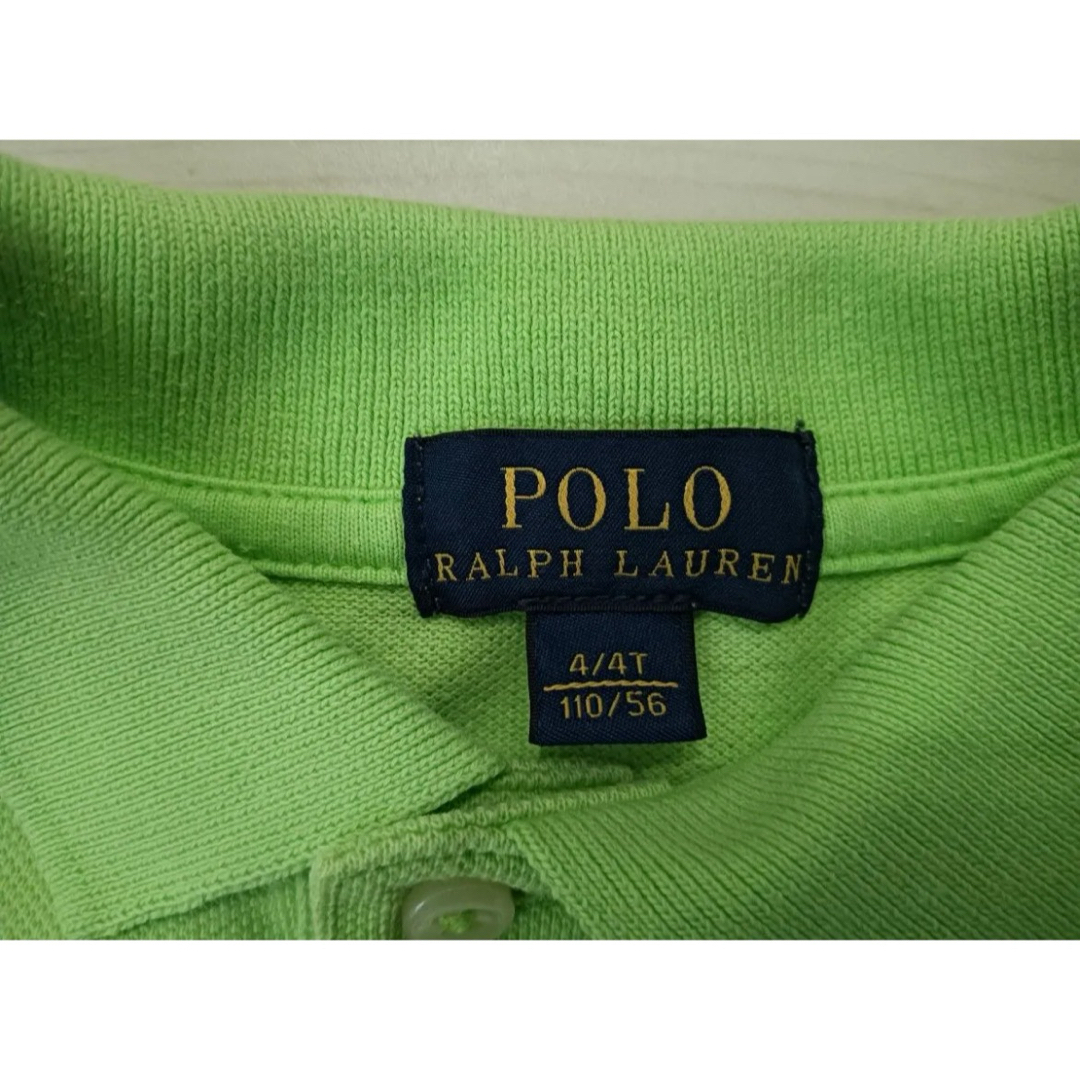 POLO
RALPH LAUREN
4/4T
110/56